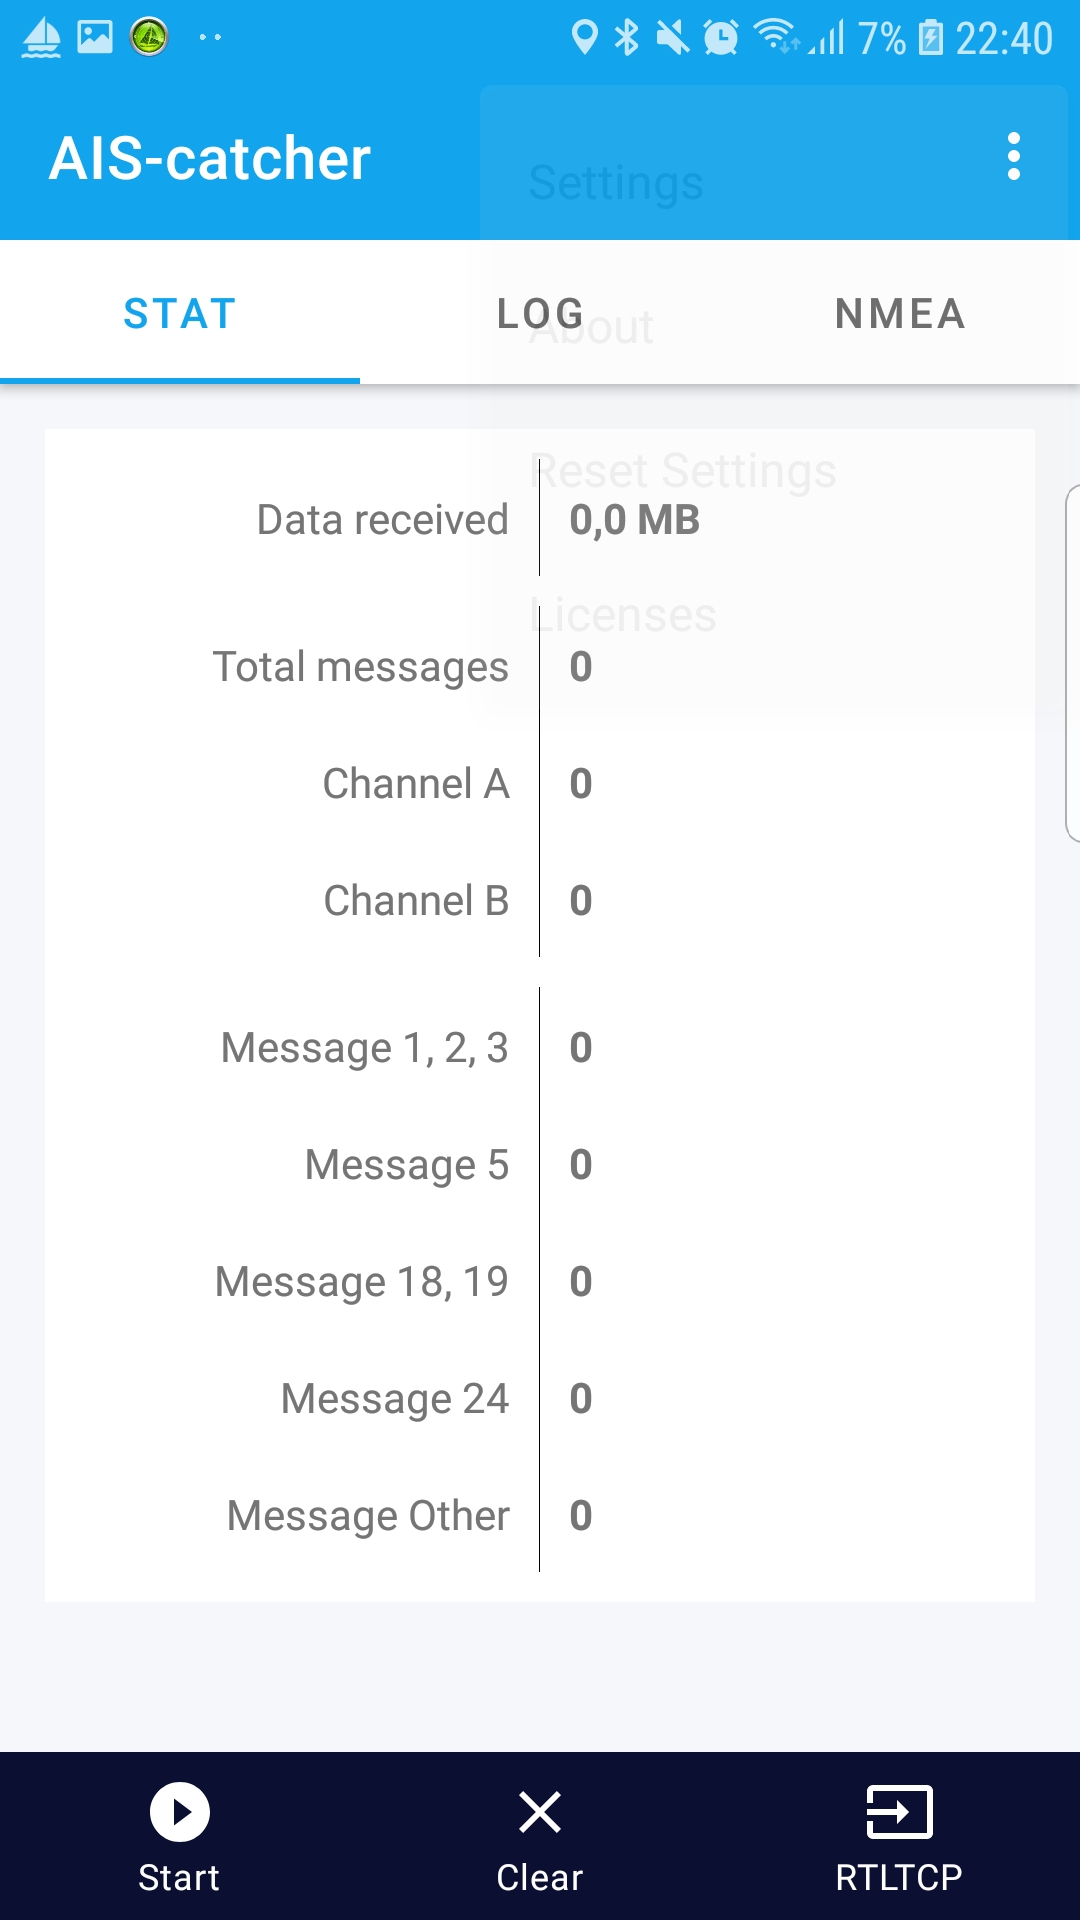 7% 22:40
AIS-catcher
Settings
STAT LOG NMEA
About
Reset Settings
Data received 0,0 MB
Licenses
Total messages 0
Channel A 0
Channel B 0
Message 1, 2, 3 0
Message 5 0
Message 18, 19 0
Message 24 0
Message Other 0
Start Clear RTLTCP